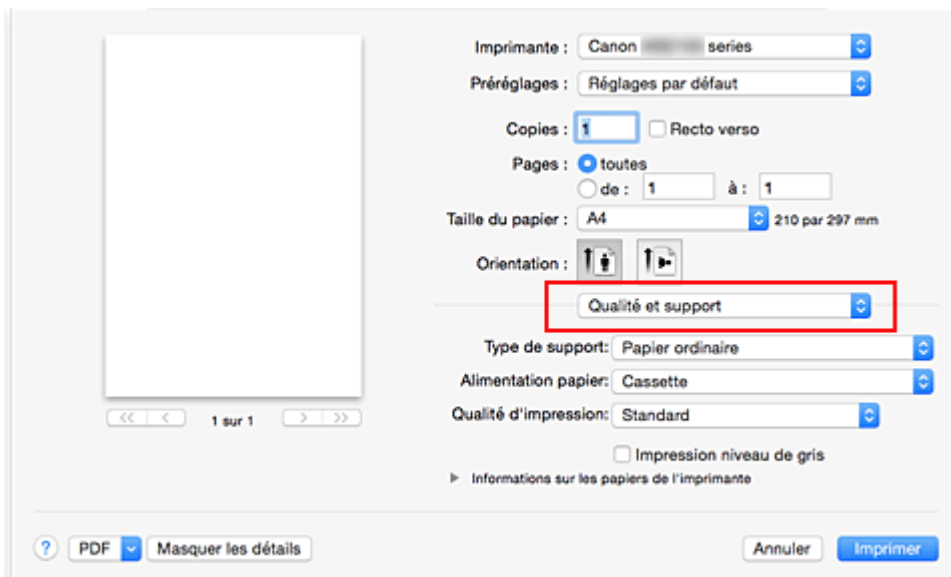 Imprimante : Canon series
Préréglages : Réglages par défaut
Copies : 1 Recto verso
Pages : toutes
de : 1 à : 1
Taille du papier : A4 210 par 297 mm
Orientation :
Qualité et support
Type de support: Papier ordinaire
Alimentation papier: Cassette
Qualité d'impression: Standard
Impression niveau de gris
Informations sur les papiers de l'imprimante
1 sur 1
? PDF Masquer les détails Annuler Imprimer